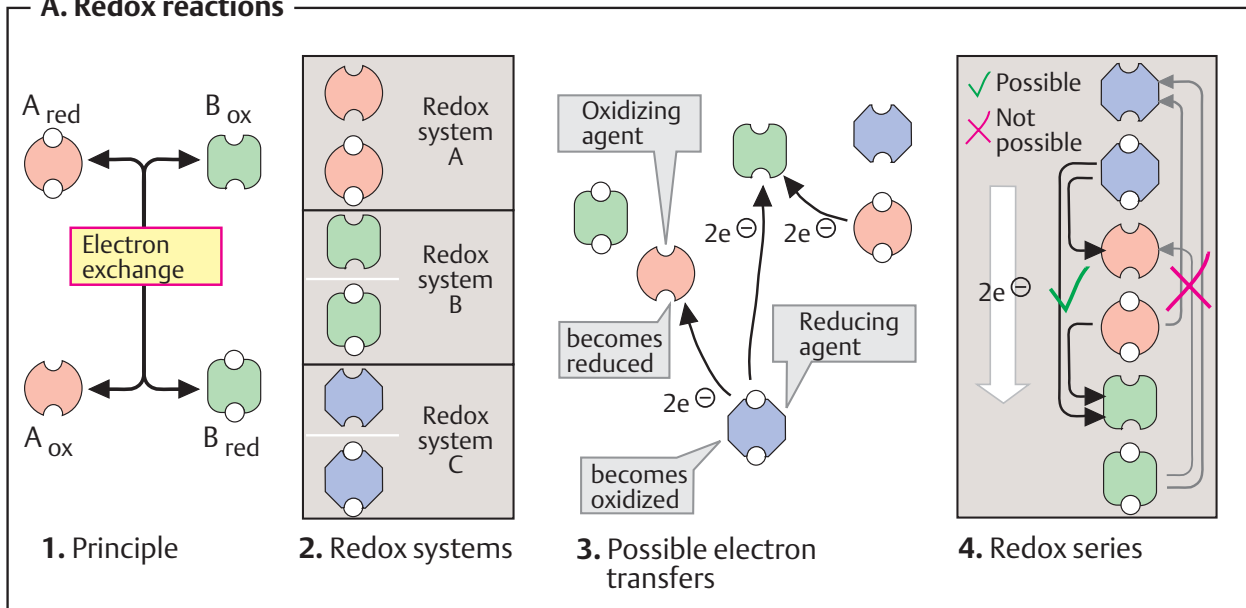 A. Redox reactions
A red
B ox
Electron
exchange
A ox
B red
1. Principle
Redox
system
A
Redox
system
B
Redox
system
C
2. Redox systems
Oxidizing
agent
2e ⊖
2e ⊖
becomes
reduced
Reducing
agent
2e ⊖
becomes
oxidized
3. Possible electron
transfers
Possible
Not
possible
2e ⊖
4. Redox series